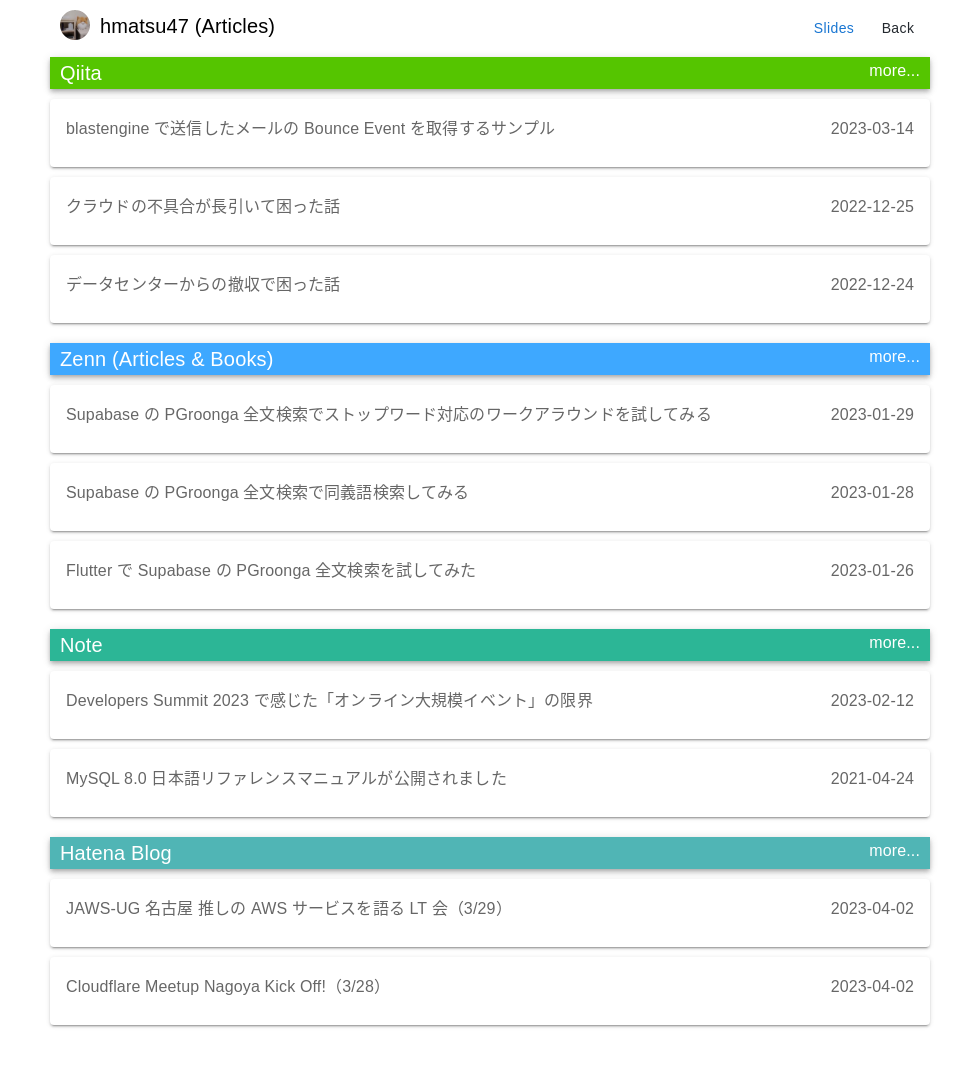 hmatsu47 (Articles)
Slides
Back
Qiita
more...
blastengine で送信したメールの Bounce Event を取得するサンプル
2023-03-14
クラウドの不具合が長引いて困った話
2022-12-25
データセンターからの撤収で困った話
2022-12-24
Zenn (Articles & Books)
more...
Supabase の PGroonga 全文検索でストップワード対応のワークアラウンドを試してみる
2023-01-29
Supabase の PGroonga 全文検索で同義語検索してみる
2023-01-28
Flutter で Supabase の PGroonga 全文検索を試してみた
2023-01-26
Note
more...
Developers Summit 2023 で感じた「オンライン大規模イベント」の限界
2023-02-12
MySQL 8.0 日本語リファレンスマニュアルが公開されました
2021-04-24
Hatena Blog
more...
JAWS-UG 名古屋 推しの AWS サービスを語る LT 会（3/29）
2023-04-02
Cloudflare Meetup Nagoya Kick Off!（3/28）
2023-04-02